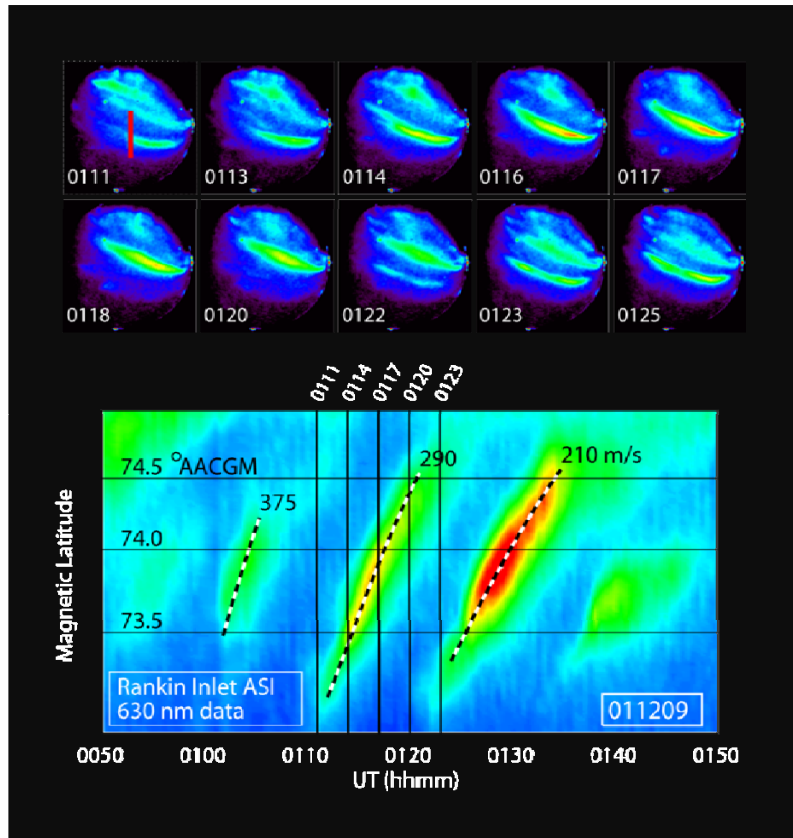 0111 0113 0114 0116 0117
0118 0120 0122 0123 0125
0111 0114 0117 0120 0123
74.5 °AACGM
290
210 m/s
375
74.0
73.5
Magnetic Latitude
Rankin Inlet ASI
630 nm data
011209
0050 0100 0110 0120 0130 0140 0150
UT (hhmm)